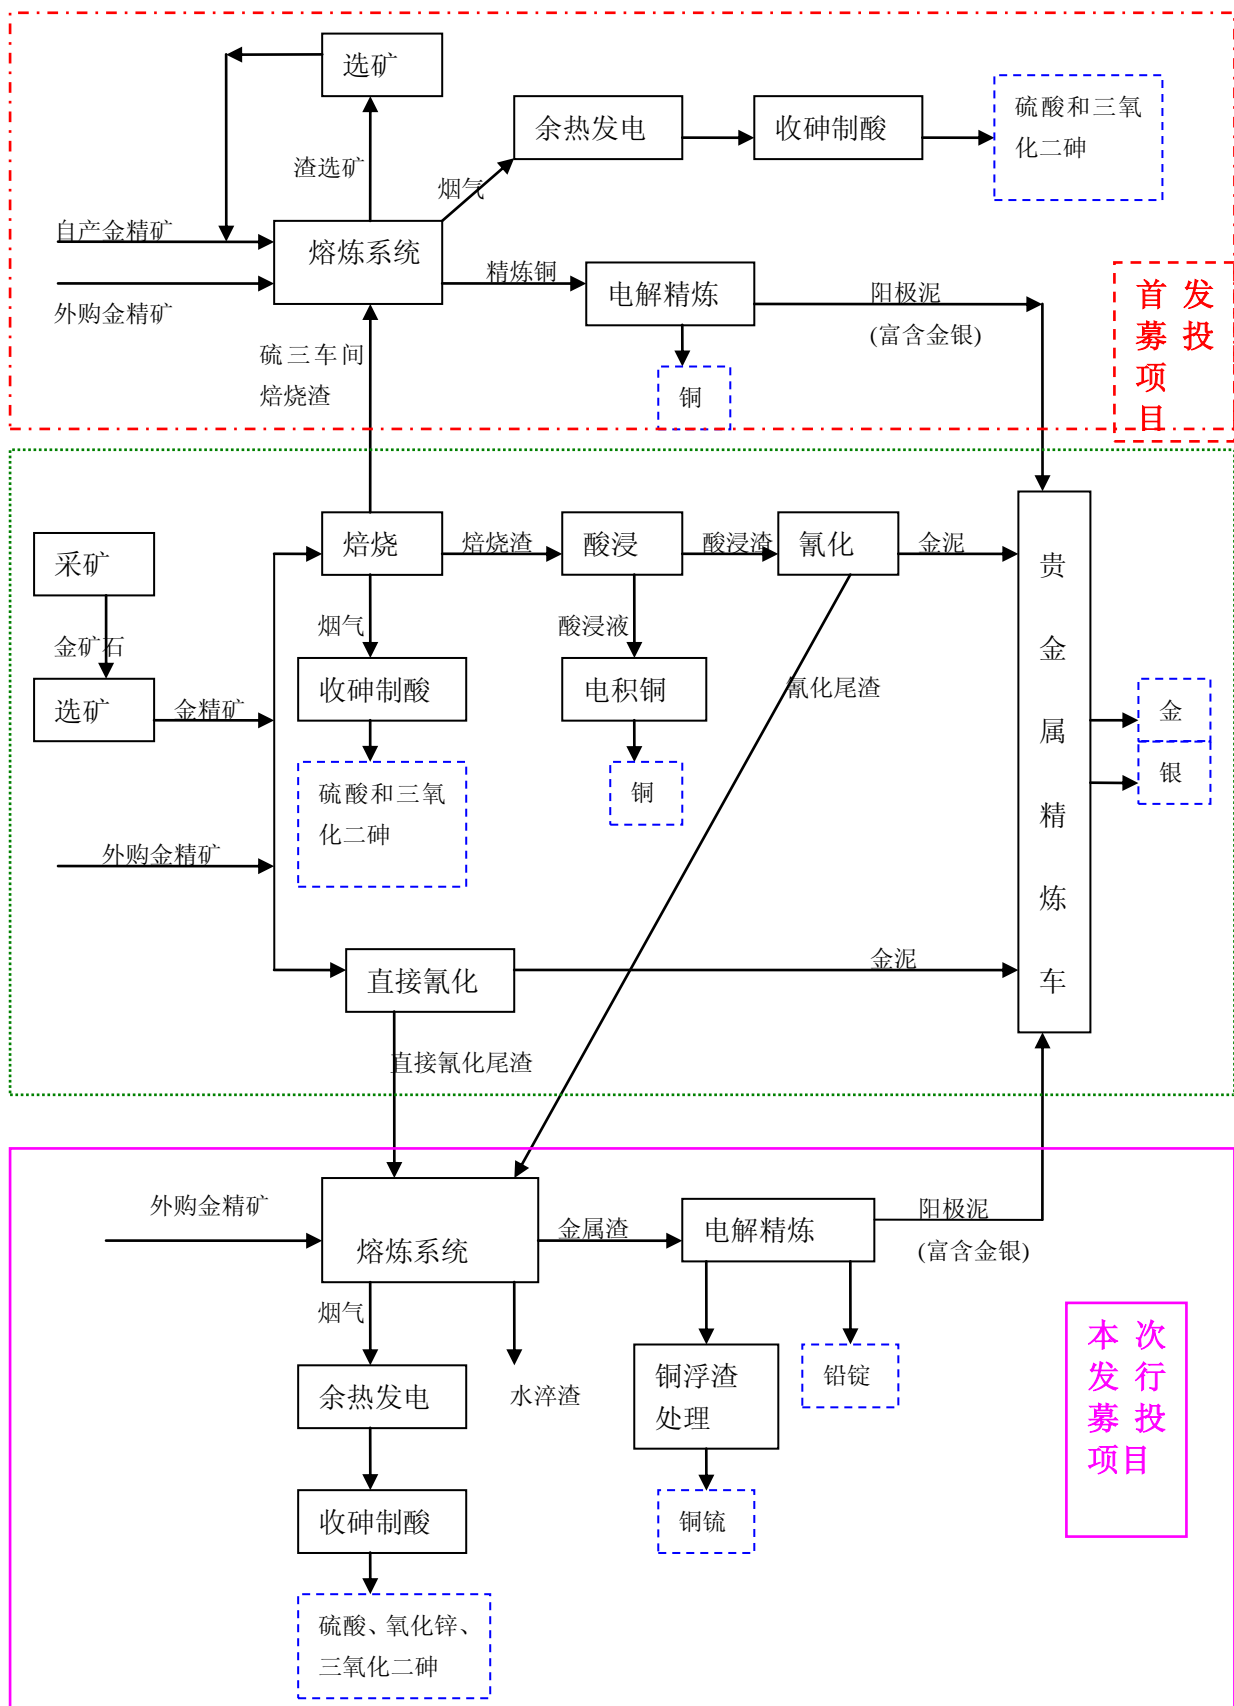 选矿
余热发电
收砷制酸
硫酸和三氧
化二砷
渣选矿
烟气
自产金精矿
熔炼系统
精炼铜
电解精炼
阳极泥
(富含金银)
外购金精矿
首 发
募 投
项
目
硫三车间
焙烧渣
铜
采矿
焙烧
焙烧渣
酸浸
酸浸渣
氰化
金泥
贵
金
属
精
炼
车
金矿石
烟气
酸浸液
选矿
金精矿
收砷制酸
电积铜
氰化尾渣
金
银
硫酸和三氧
化二砷
铜
外购金精矿
直接氰化
金泥
直接氰化尾渣
外购金精矿
熔炼系统
金属渣
电解精炼
阳极泥
(富含金银)
烟气
水淬渣
余热发电
铜浮渣
处理
铅锭
本 次
发 行
募 投
项目
收砷制酸
铜锍
硫酸、氧化锌、
三氧化二砷